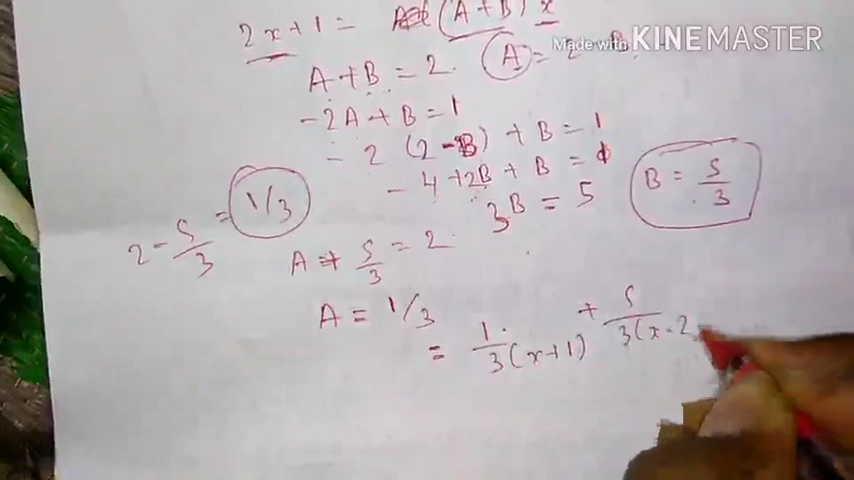 2x+1 = (A+B) x
Made with KINEMASTER
A+B = 2. A = 2 - B.
-2A + B = 1
- 2 (2 - B) + B = 1
- 4 + 2B + B = 1
3B = 5 B = 5/3
2 - 5/3 = 1/3
A + 5/3 = 2
A = 1/3
= 1/3(x+1) + 5/3(x-2